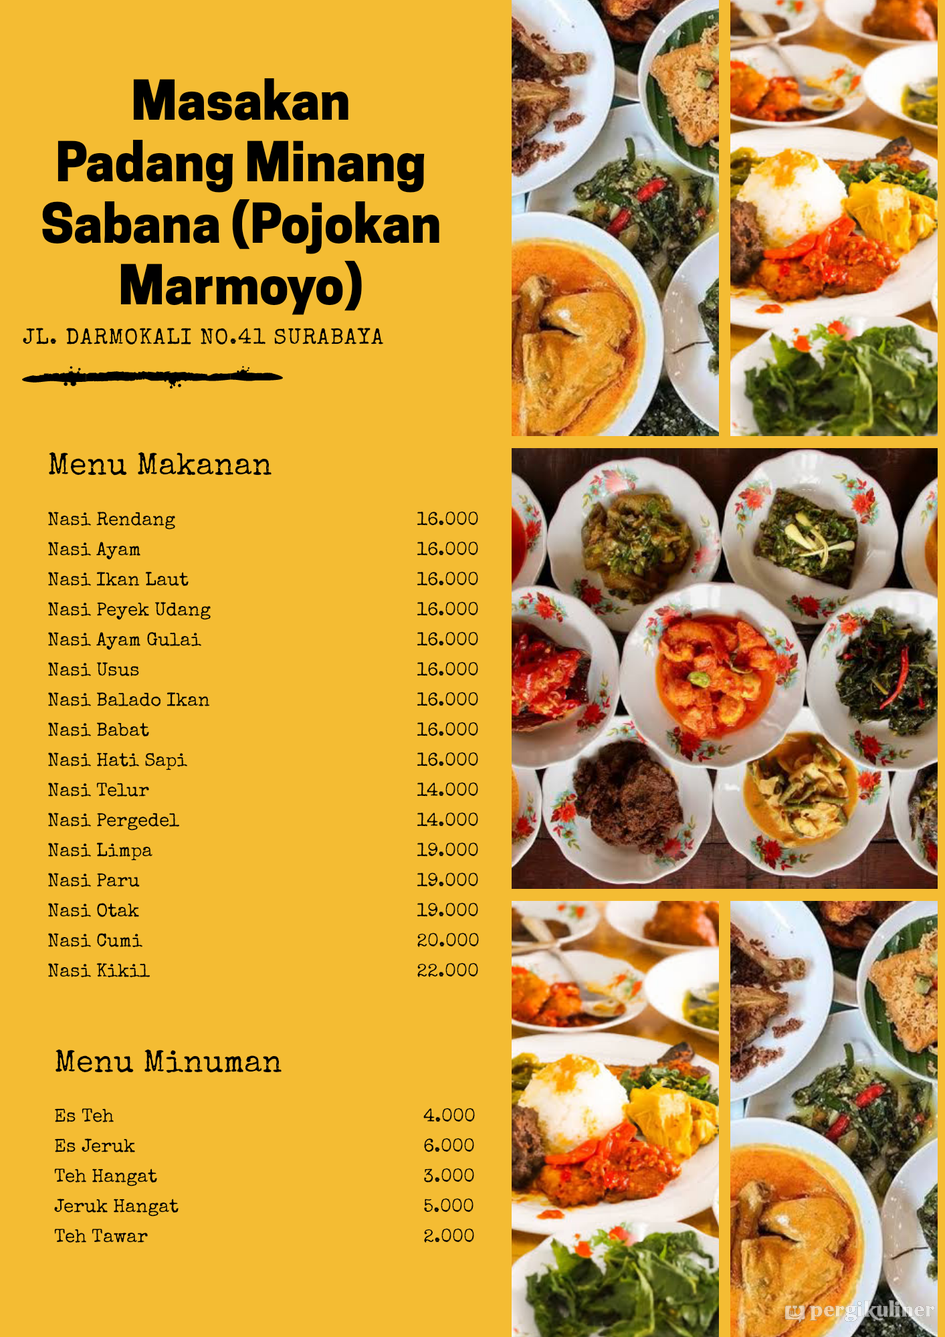 Masakan
Padang Minang
Sabana (Pojokan
Marmoyo)
JL. DARMOKALI NO.41 SURABAYA
Menu Makanan
Nasi Rendang 16.000
Nasi Ayam 16.000
Nasi Ikan Laut 16.000
Nasi Peyek Udang 16.000
Nasi Ayam Gulai 16.000
Nasi Usus 16.000
Nasi Balado Ikan 16.000
Nasi Babat 16.000
Nasi Hati Sapi 16.000
Nasi Telur 14.000
Nasi Pergedel 14.000
Nasi Limpa 19.000
Nasi Paru 19.000
Nasi Otak 19.000
Nasi Cumi 20.000
Nasi Kikil 22.000
Menu Minuman
Es Teh 4.000
Es Jeruk 6.000
Teh Hangat 3.000
Jeruk Hangat 5.000
Teh Tawar 2.000
pergikuliner